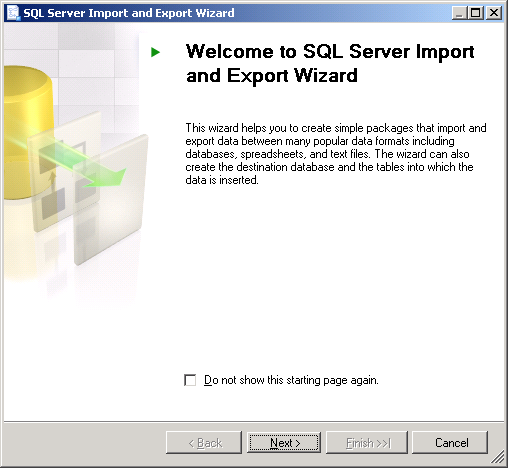 SQL Server Import and Export Wizard
Welcome to SQL Server Import
and Export Wizard
This wizard helps you to create simple packages that import and
export data between many popular data formats including
databases, spreadsheets, and text files. The wizard can also
create the destination database and the tables into which the
data is inserted.
Do not show this starting page again.
< Back
Next >
Finish >>|
Cancel